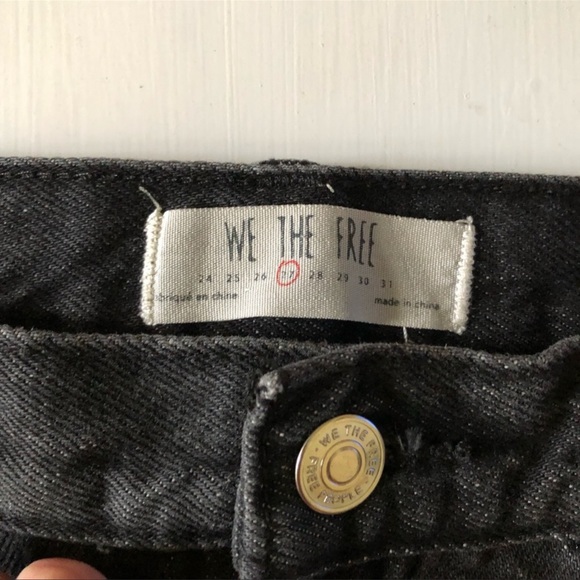 WE THE FREE
24 25 26 27 28 29 30 31
fabriqué en chine made in china
WE THE FREE
FREE